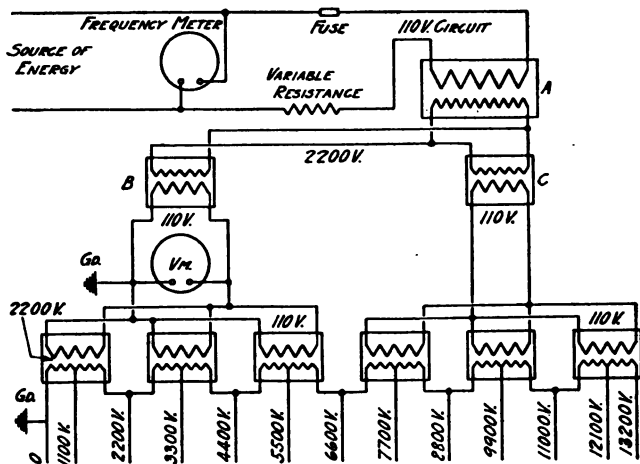 FREQUENCY METER
FUSE
110V. CIRCUIT
SOURCE OF
ENERGY
VARIABLE
RESISTANCE
A
2200V.
B
C
110V.
110V.
GD.
VM.
2200V.
110V.
110V.
GD.
0
1100V.
2200V.
3300V.
4400V.
5500V.
6600V.
7700V.
2800V.
9900V.
11000V.
12100V.
13200V.